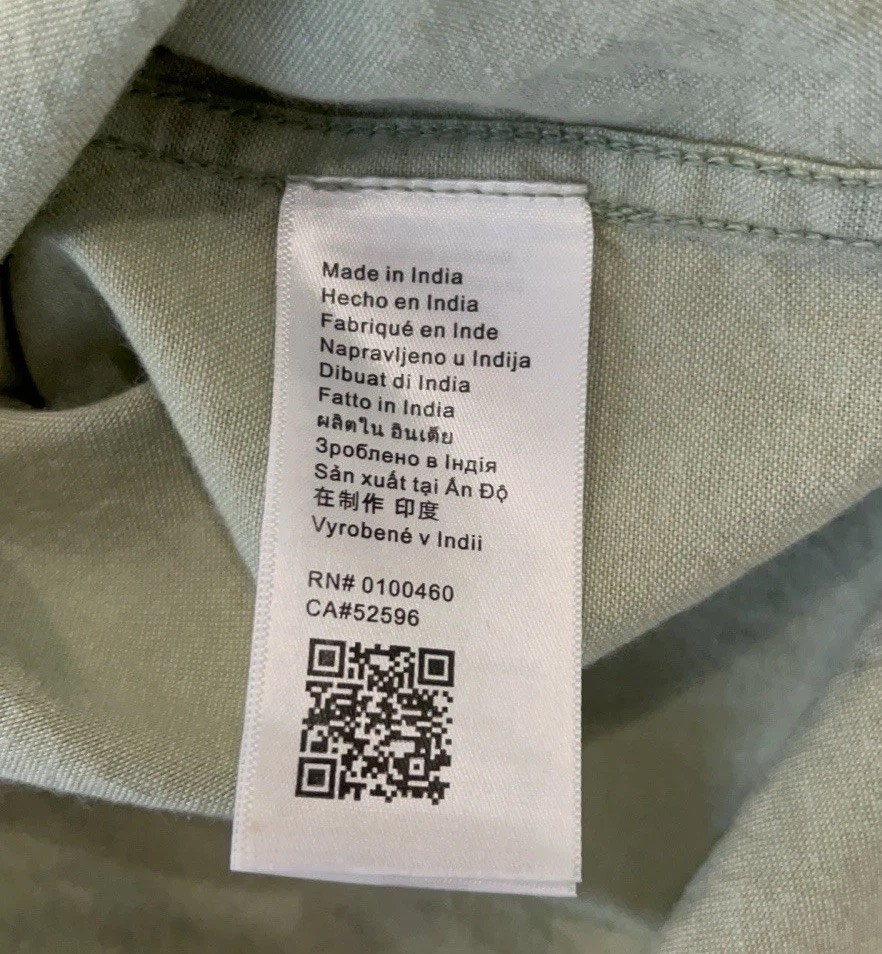 Made in India
Hecho en India
Fabriqué en Inde
Napravljeno u Indija
Dibuat di India
Fatto in India
ผลิตใน อินเดีย
Зроблено в Індія
Sản xuất tại Ấn Độ
在制作 印度
Vyrobené v Indii
RN# 0100460
CA#52596